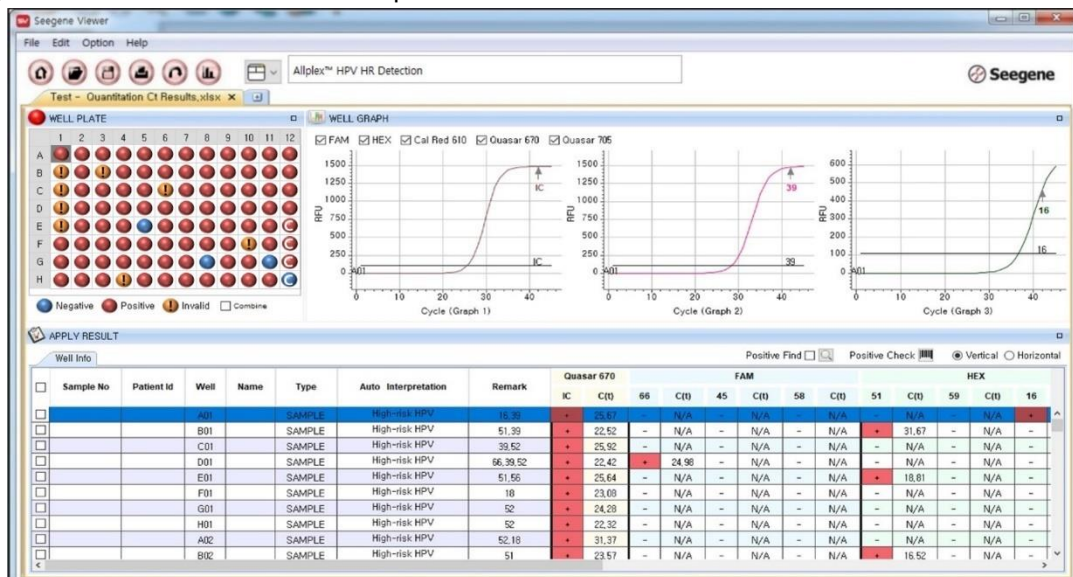 Seegene Viewer
File Edit Option Help
Allplex™ HPV HR Detection
Seegene
Test - Quantitation Ct Results,xlsx
WELL PLATE
1 2 3 4 5 6 7 8 9 10 11 12
A
B
C
D
E
F
G
H
Negative Positive Invalid Combine
WELL GRAPH
FAM HEX Cal Red 610 Quasar 670 Quasar 705
1500
1250
1000
750
500
250
0
RFU
IC
IC
A01
0 10 20 30 40
Cycle (Graph 1)
1500
1250
1000
750
500
250
0
RFU
39
39
A01
0 10 20 30 40
Cycle (Graph 2)
600
500
400
300
200
100
0
RFU
16
16
A01
0 10 20 30 40
Cycle (Graph 3)
APPLY RESULT
Well Info
Positive Find Positive Check Vertical Horizontal
Quasar 670 FAM HEX
Sample No Patient Id Well Name Type Auto Interpretation Remark IC C(t) 66 C(t) 45 C(t) 58 C(t) 51 C(t) 59 C(t) 16
A01 SAMPLE High-risk HPV 16,39 + 25,67 - N/A - N/A - N/A - N/A - N/A +
B01 SAMPLE High-risk HPV 51,39 + 22,52 - N/A - N/A - N/A + 31,67 - N/A -
C01 SAMPLE High-risk HPV 39,52 + 25,92 - N/A - N/A - N/A - N/A - N/A -
D01 SAMPLE High-risk HPV 66,39,52 + 22,42 + 24,98 - N/A - N/A - N/A - N/A -
E01 SAMPLE High-risk HPV 51,56 + 25,64 - N/A - N/A - N/A + 18,81 - N/A -
F01 SAMPLE High-risk HPV 18 + 23,08 - N/A - N/A - N/A - N/A - N/A -
G01 SAMPLE High-risk HPV 52 + 24,28 - N/A - N/A - N/A - N/A - N/A -
H01 SAMPLE High-risk HPV 52 + 22,32 - N/A - N/A - N/A - N/A - N/A -
A02 SAMPLE High-risk HPV 52,18 + 31,37 - N/A - N/A - N/A - N/A - N/A -
B02 SAMPLE High-risk HPV 51 + 23,57 - N/A - N/A - N/A + 16,52 - N/A -